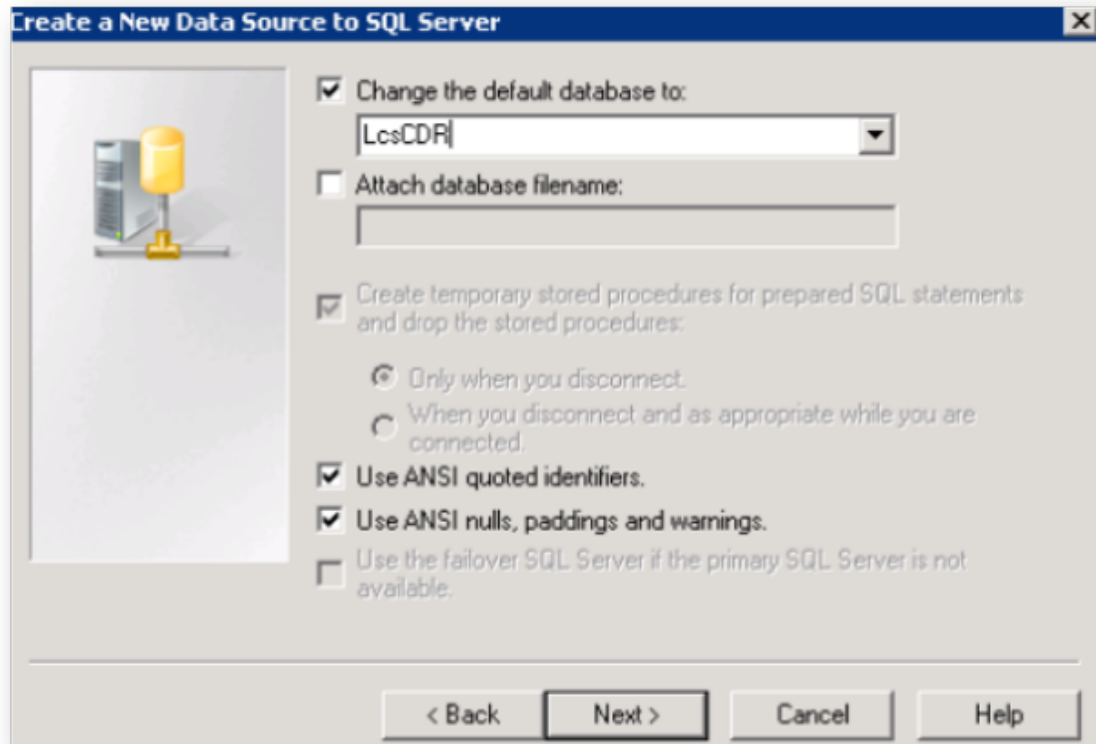 Create a New Data Source to SQL Server
Change the default database to:
LcsCDR
Attach database filename:
Create temporary stored procedures for prepared SQL statements
and drop the stored procedures:
Only when you disconnect.
When you disconnect and as appropriate while you are
connected.
Use ANSI quoted identifiers.
Use ANSI nulls, paddings and warnings.
Use the failover SQL Server if the primary SQL Server is not
available.
< Back
Next >
Cancel
Help